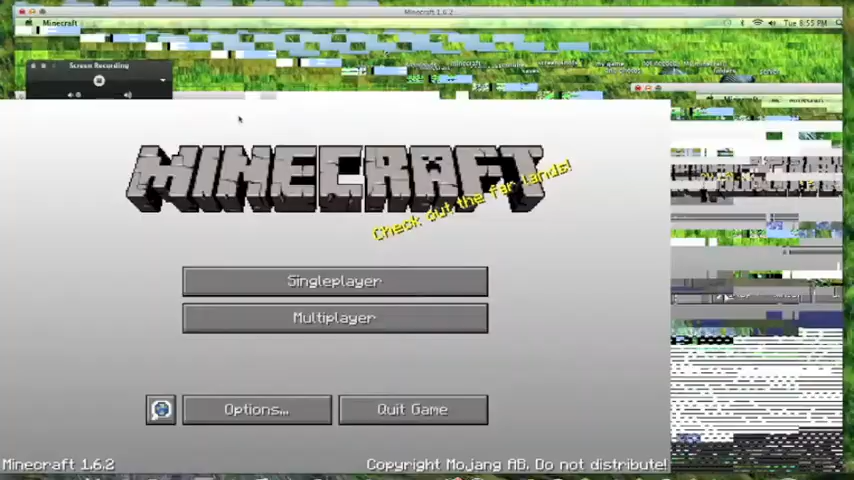 Minecraft 1.6.2
Minecraft
Tue 8:55 PM
Screen Recording
MINECRAFT
Check out the far lands!
Singleplayer
Multiplayer
Options...
Quit Game
Minecraft 1.6.2
Copyright Mojang AB. Do not distribute!